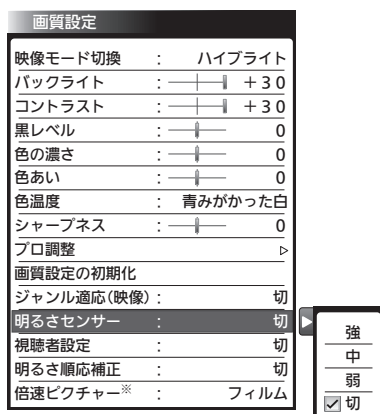 画質設定
映像モード切換 : ハイブライト
バックライト : +30
コントラスト : +30
黒レベル : 0
色の濃さ : 0
色あい : 0
色温度 : 青みがかった白
シャープネス : 0
プロ調整
画質設定の初期化
ジャンル適応(映像) : 切
明るさセンサー : 切
視聴者設定 : 切
明るさ順応補正 : 切
倍速ピクチャー※ : フィルム
強
中
弱
切